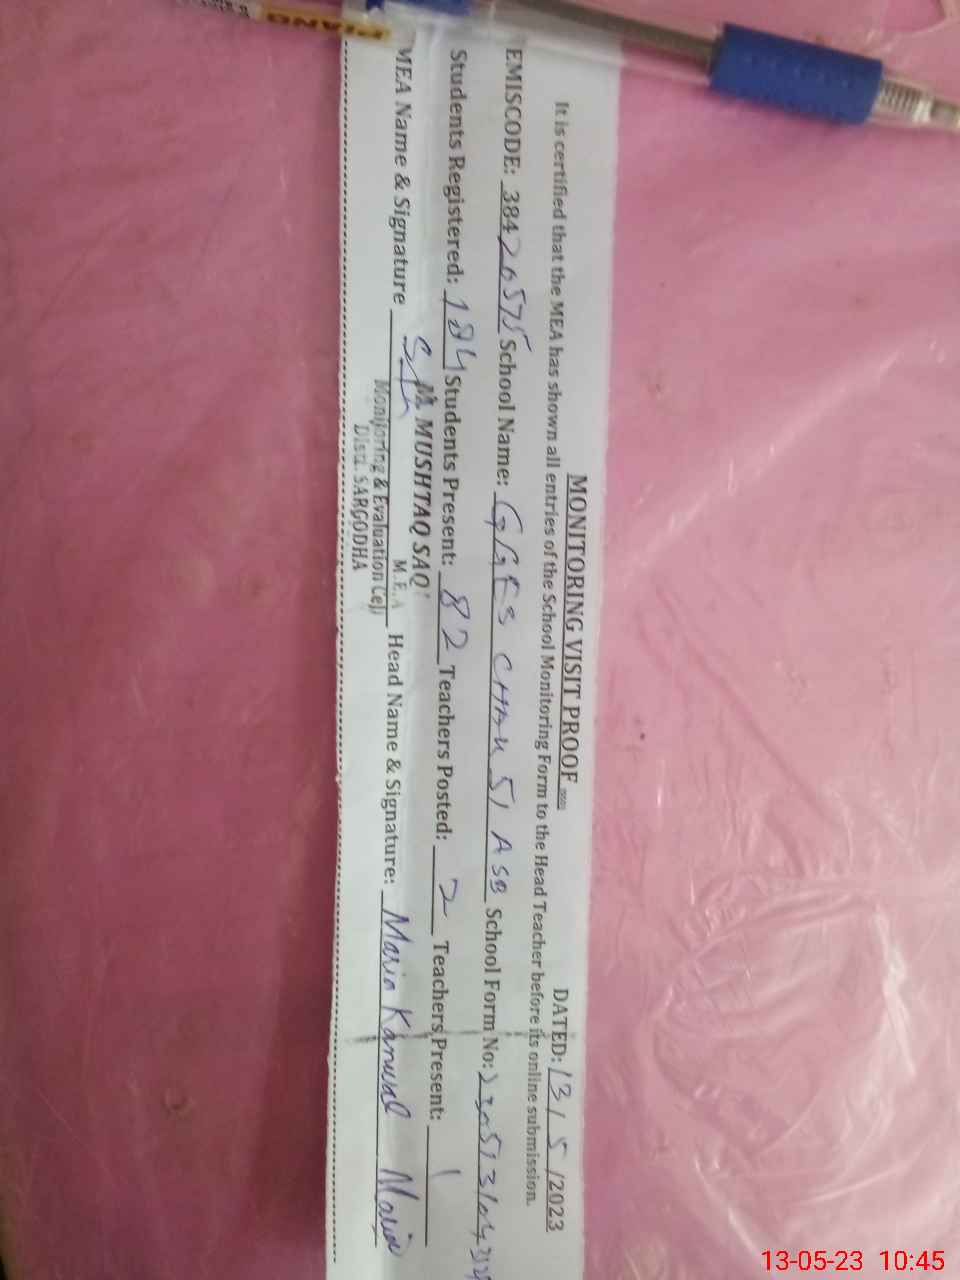 MONITORING VISIT PROOF
DATED: 13/5/2023
It is certified that the MEA has shown all entries of the School Monitoring Form to the Head Teacher before its online submission.
EMISCODE: 38420575 School Name: GGES CHAK 51 ASB School Form No:
Students Registered: 184 Students Present: 82 Teachers Posted: 2 Teachers Present: 1
MEA Name & Signature Head Name & Signature: Maria Kanwal Maria
M. MUSHTAQ SAQI
M.E.A
Monitoring & Evaluation Cell
Distt. SARGODHA
PIANO
13-05-23 10:45